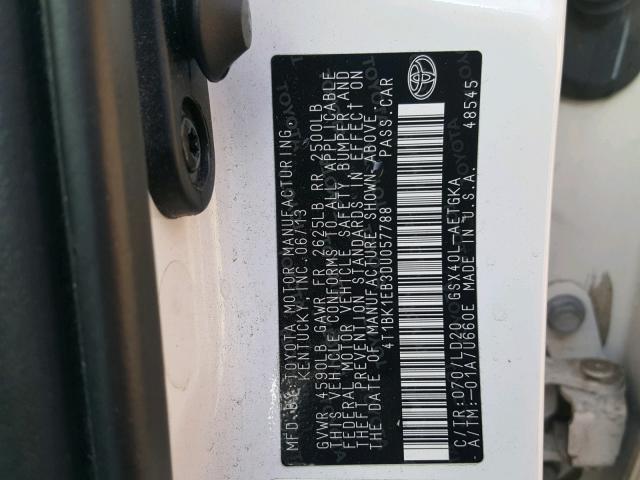 MFD. BY: TOYOTA MOTOR MANUFACTURING,
KENTUCKY, INC. 06/13
GVWR 4590LB GAWR FR 2625LB RR 2500LB
THIS VEHICLE CONFORMS TO ALL APPLICABLE
FEDERAL MOTOR VEHICLE SAFETY, BUMPER, AND
THEFT PREVENTION STANDARDS IN EFFECT ON
THE DATE OF MANUFACTURE SHOWN ABOVE.
4T1BK1EB3DU057788 PASS. CAR
C/TR:070/LD20 GSX40L-AETGKA
A/TM:-01A/U660E MADE IN U.S.A.
48545